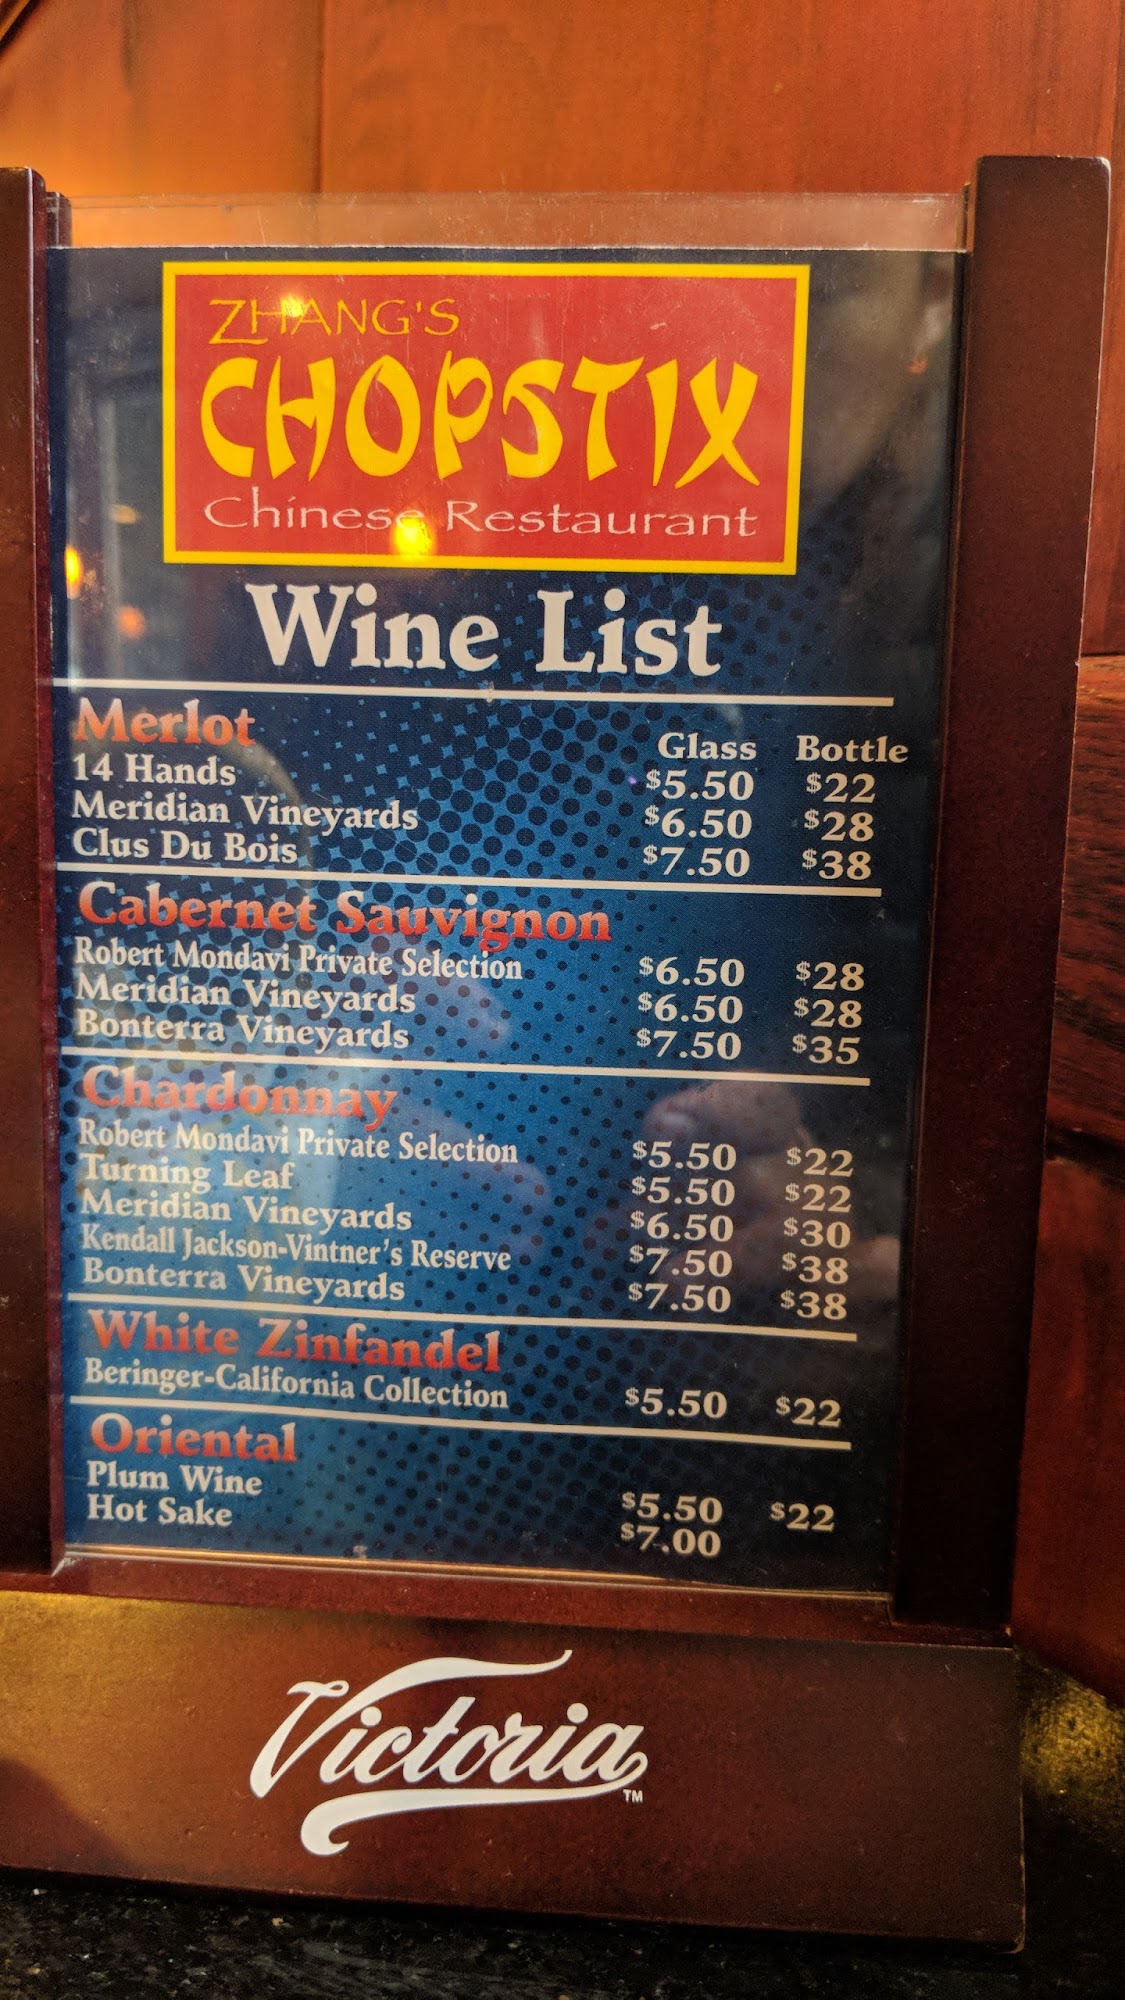 ZHANG'S
CHOPSTIX
Chinese Restaurant
Wine List
Merlot Glass Bottle
14 Hands $5.50 $22
Meridian Vineyards $6.50 $28
Clus Du Bois $7.50 $38
Cabernet Sauvignon
Robert Mondavi Private Selection $6.50 $28
Meridian Vineyards $6.50 $28
Bonterra Vineyards $7.50 $35
Chardonnay
Robert Mondavi Private Selection $5.50 $22
Turning Leaf $5.50 $22
Meridian Vineyards $6.50 $30
Kendall Jackson-Vintner's Reserve $7.50 $38
Bonterra Vineyards $7.50 $38
White Zinfandel
Beringer-California Collection $5.50 $22
Oriental
Plum Wine $5.50 $22
Hot Sake $7.00
Victoria TM